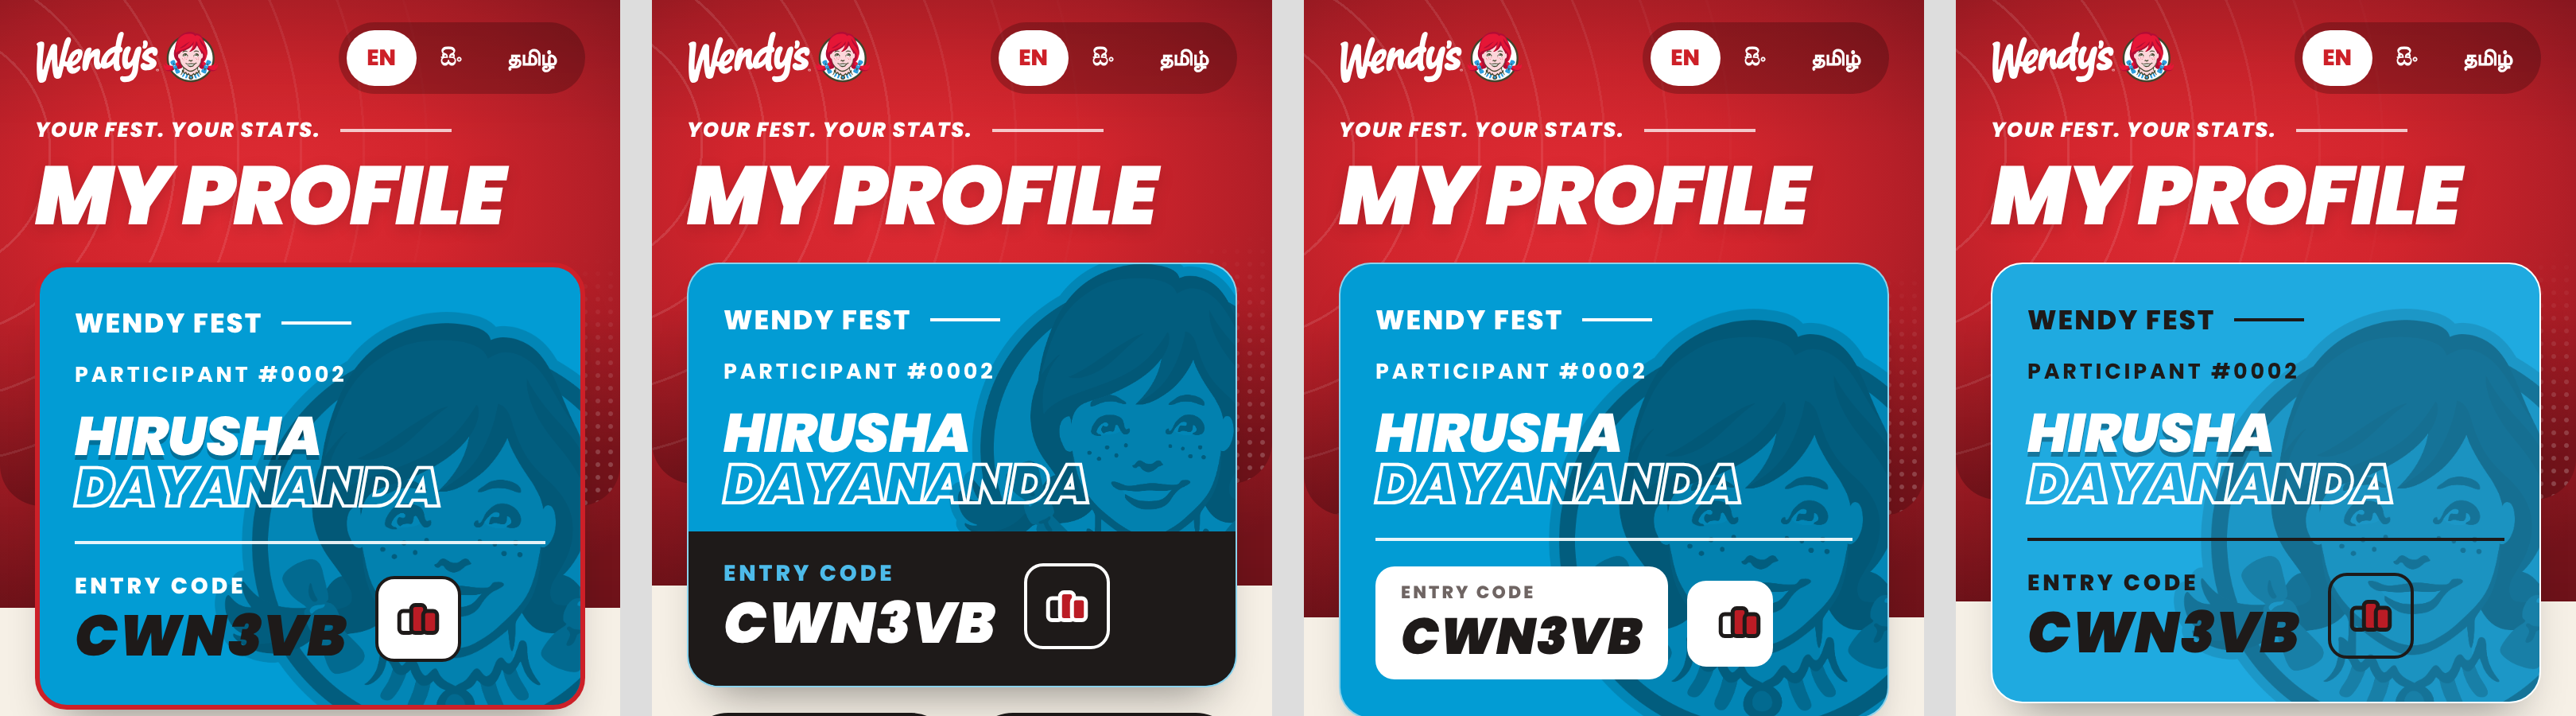 Wendy's
EN සිං தமிழ்
YOUR FEST. YOUR STATS.
MY PROFILE
WENDY FEST
PARTICIPANT #0002
HIRUSHA
DAYANANDA
ENTRY CODE
CWN3VB
Wendy's
EN සිං தமிழ்
YOUR FEST. YOUR STATS.
MY PROFILE
WENDY FEST
PARTICIPANT #0002
HIRUSHA
DAYANANDA
ENTRY CODE
CWN3VB
Wendy's
EN සිං தமிழ்
YOUR FEST. YOUR STATS.
MY PROFILE
WENDY FEST
PARTICIPANT #0002
HIRUSHA
DAYANANDA
ENTRY CODE
CWN3VB
Wendy's
EN සිං தமிழ்
YOUR FEST. YOUR STATS.
MY PROFILE
WENDY FEST
PARTICIPANT #0002
HIRUSHA
DAYANANDA
ENTRY CODE
CWN3VB